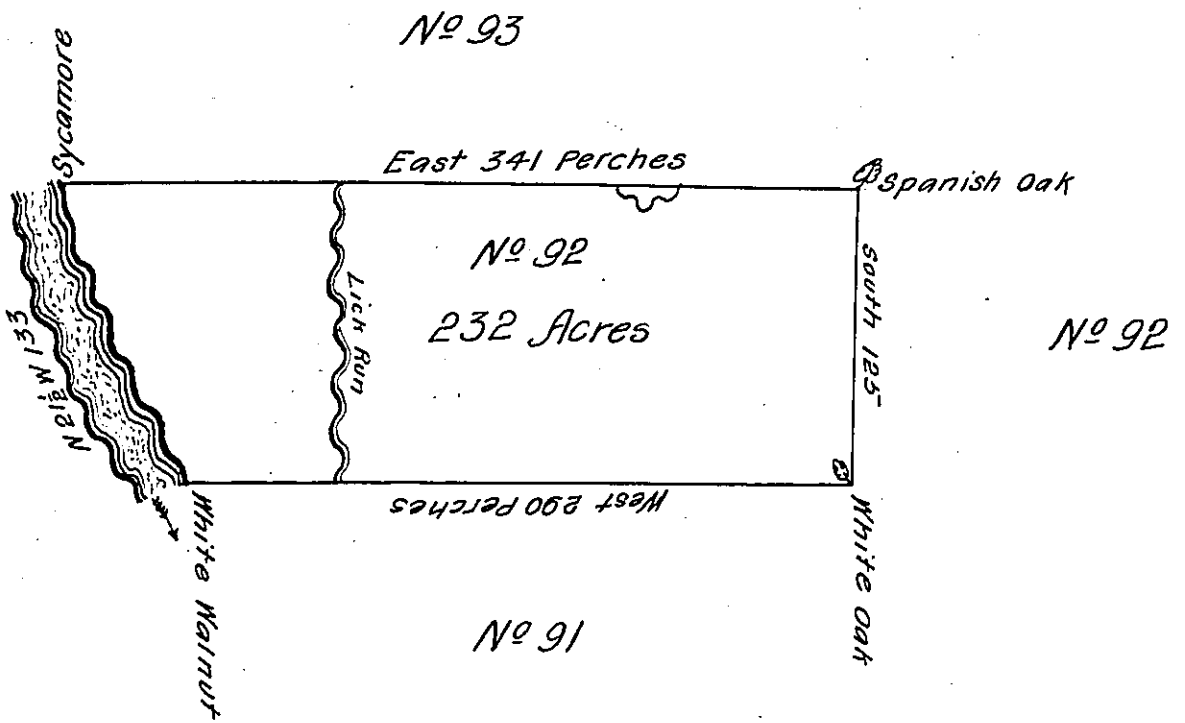 Nº 93
Sycamore
East 341 Perches
Spanish Oak
Nº 92
232 Acres
Lick Run
South 125
Nº 92
N 21½ W 133
West 290 Perches
White Walnut
White Oak
Nº 91